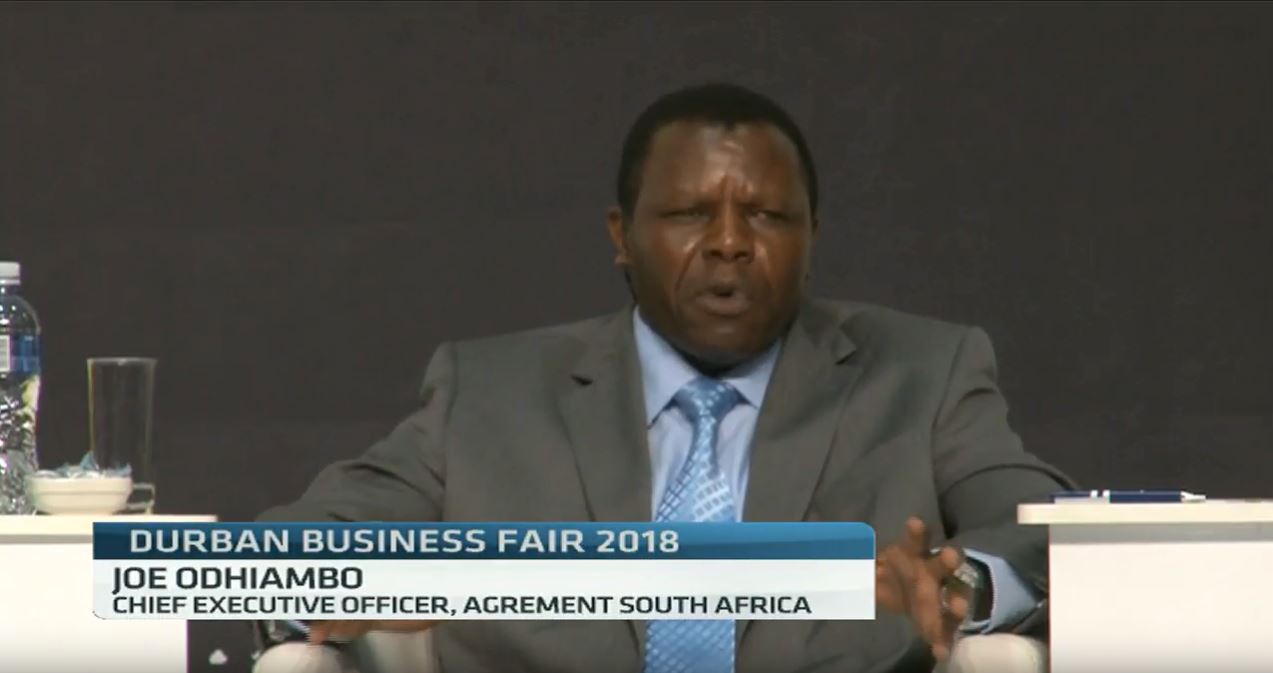 DURBAN BUSINESS FAIR 2018
JOE ODHIAMBO
CHIEF EXECUTIVE OFFICER, AGREMENT SOUTH AFRICA